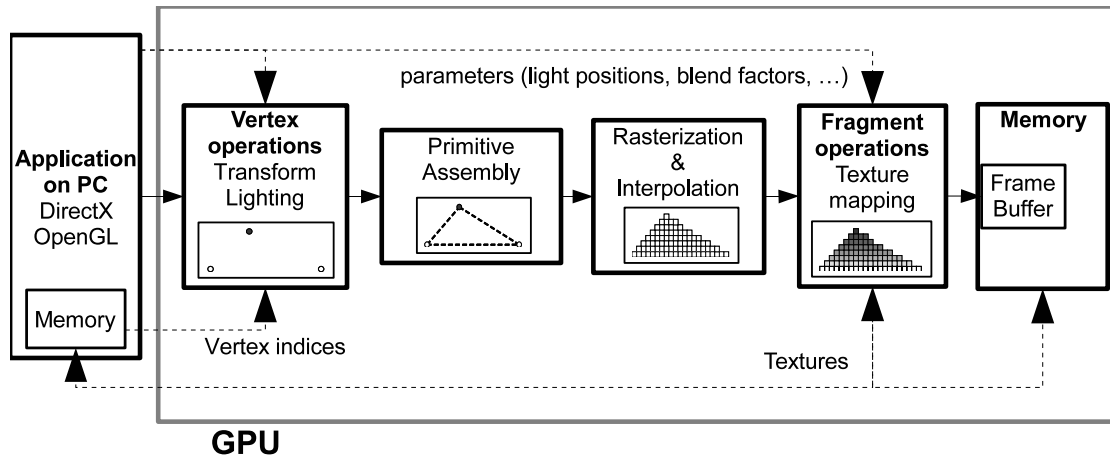 parameters (light positions, blend factors, …)
Application
on PC
DirectX
OpenGL
Memory
Vertex
operations
Transform
Lighting
Vertex indices
Primitive
Assembly
Rasterization
&
Interpolation
Fragment
operations
Texture
mapping
Textures
Memory
Frame
Buffer
GPU